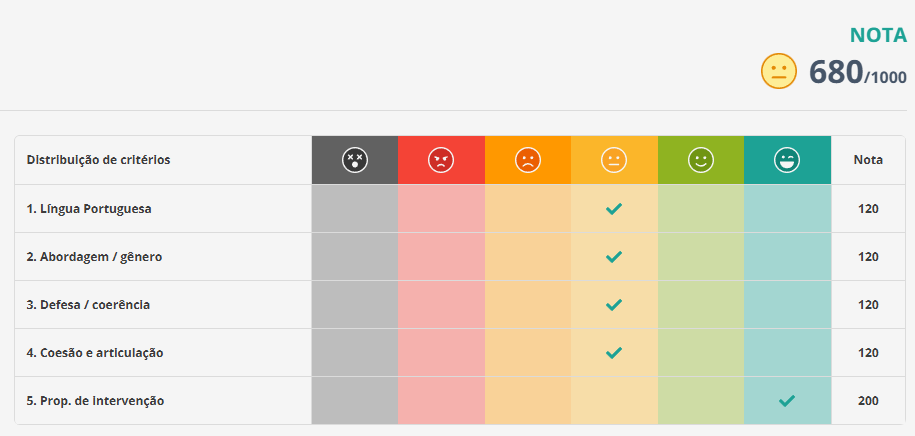 NOTA
680/1000
Distribuição de critérios Nota
1. Língua Portuguesa 120
2. Abordagem / gênero 120
3. Defesa / coerência 120
4. Coesão e articulação 120
5. Prop. de intervenção 200